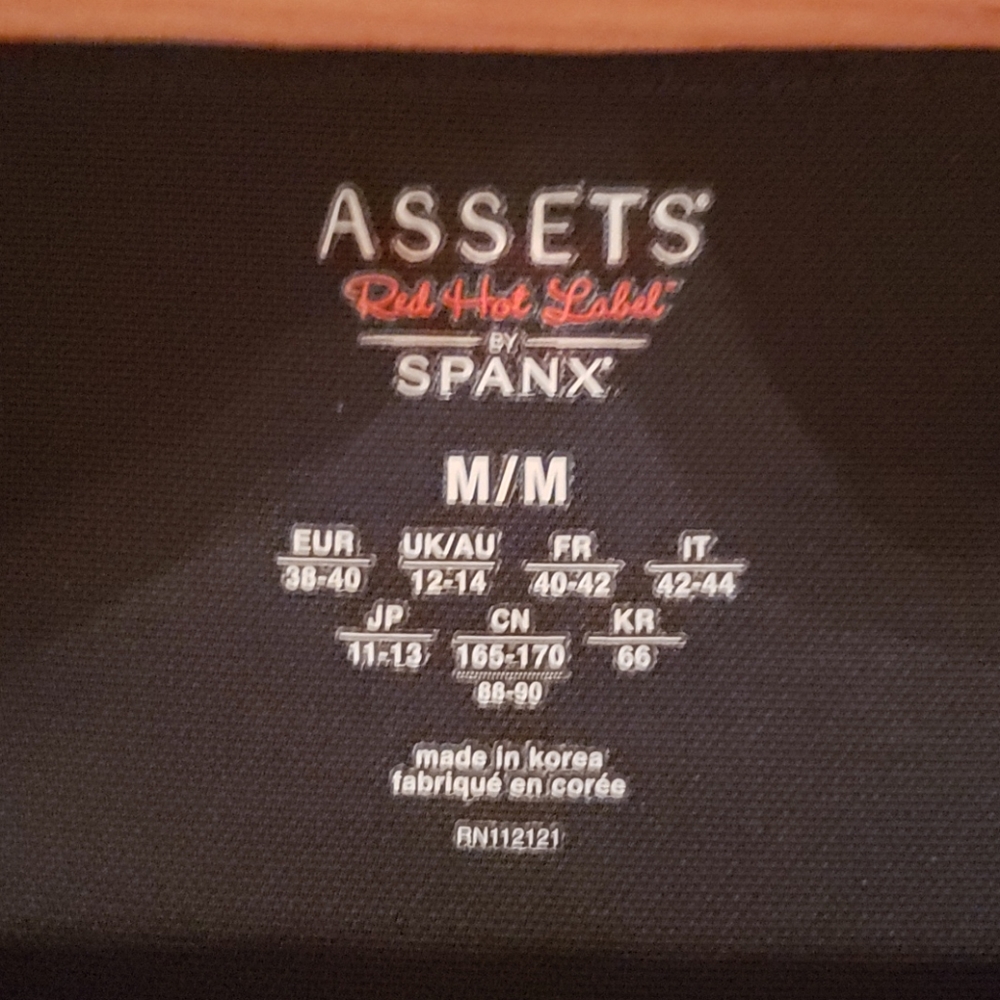 ASSETS®
Red Hot Label™
BY
SPANX®
M/M
EUR UK/AU FR IT
38-40 12-14 40-42 42-44
JP CN KR
11-13 165-170 66
88-90
made in korea
fabriqué en corée
RN112121